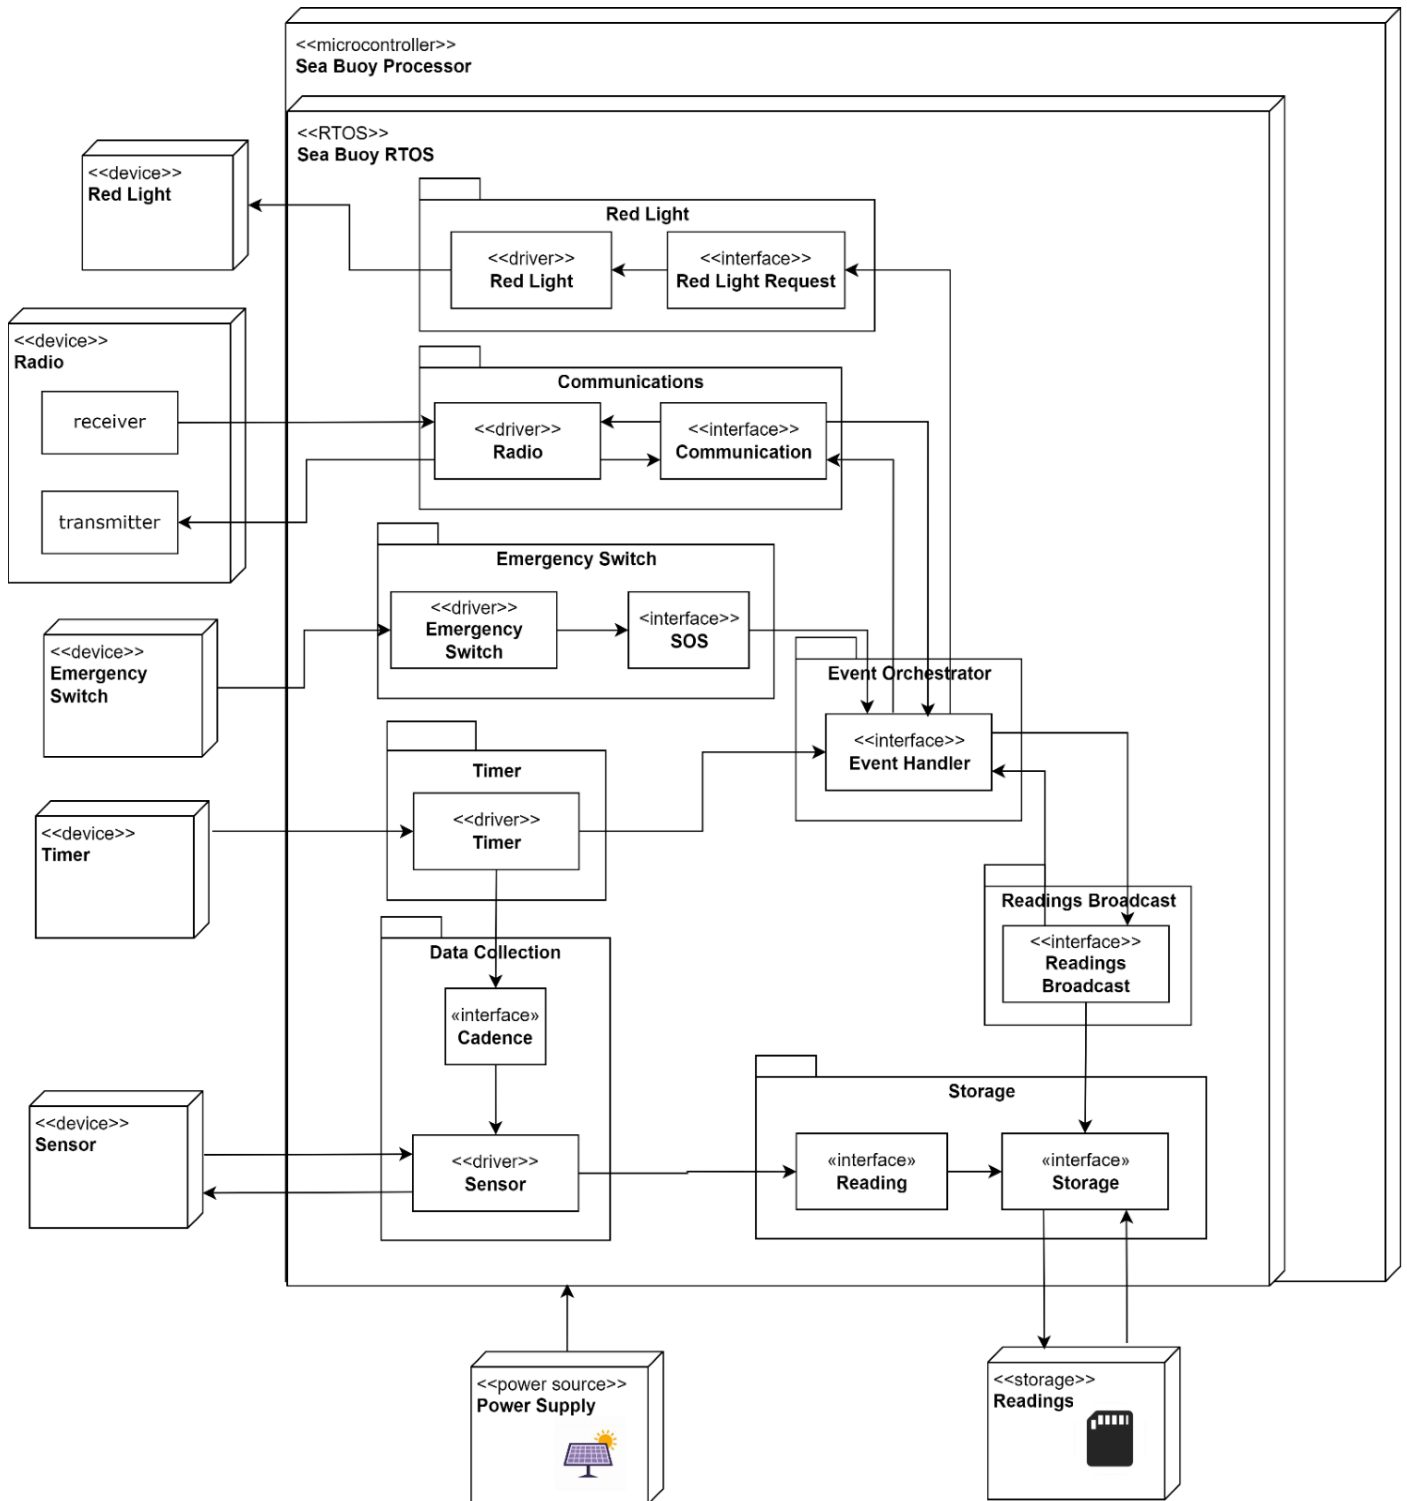 <<microcontroller>>
Sea Buoy Processor
<<RTOS>>
Sea Buoy RTOS
<<device>>
Red Light
Red Light
<<driver>>
Red Light
<<interface>>
Red Light Request
<<device>>
Radio
receiver
transmitter
Communications
<<driver>>
Radio
<<interface>>
Communication
Emergency Switch
<<driver>>
Emergency
Switch
<interface>>
SOS
<<device>>
Emergency
Switch
Event Orchestrator
<<interface>>
Event Handler
Timer
<<driver>>
Timer
<<device>>
Timer
Readings Broadcast
<<interface>>
Readings
Broadcast
Data Collection
«interface»
Cadence
<<driver>>
Sensor
<<device>>
Sensor
Storage
«interface»
Reading
«interface»
Storage
<<power source>>
Power Supply
<<storage>>
Readings